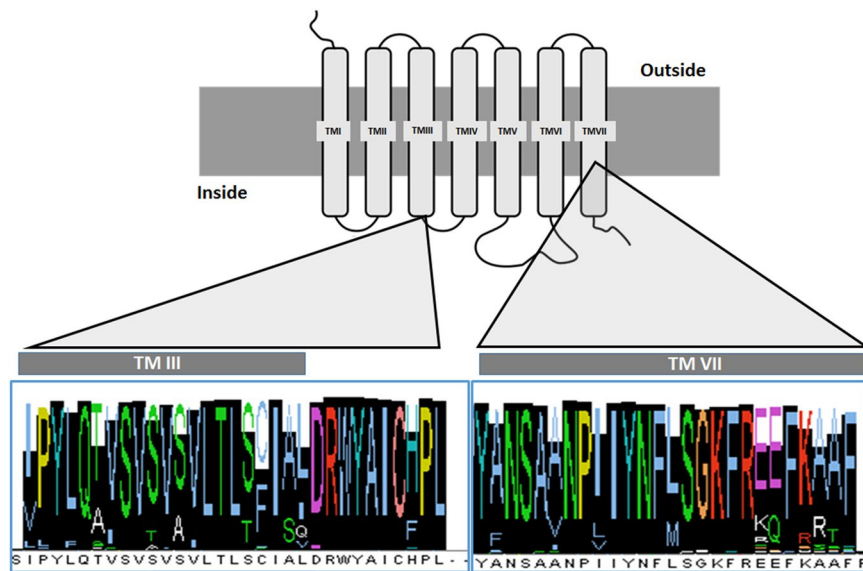 Outside
TMI TMII TMIII TMIV TMV TMVI TMVII
Inside
TM III
TM VII
SIPYLQTVSVSVSVLTLSCIALDRWYAICHPL--
YANSAANPIIYNFLSGKFREEFKAAF